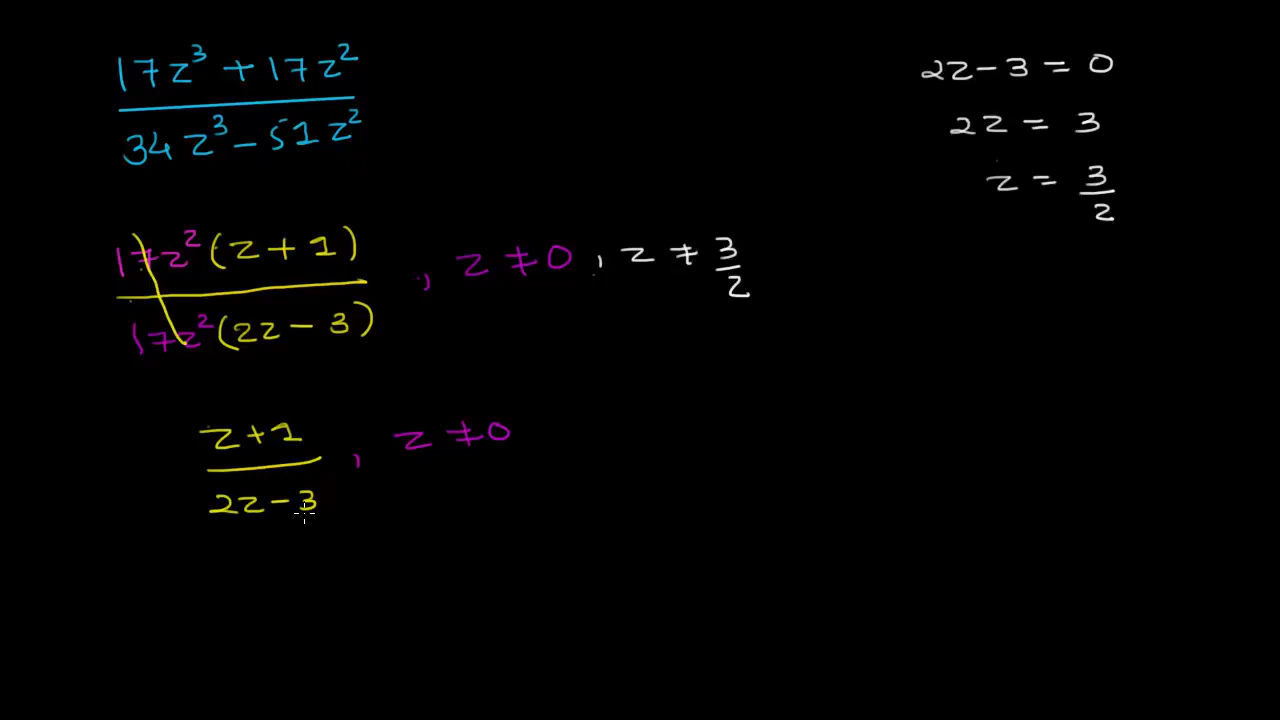 17z³ + 17z²
34z³ - 51z²
17z²(z + 1)
17z²(2z - 3)
, z ≠ 0 , z ≠ 3/2
z+1
2z-3
, z ≠ 0
2z - 3 = 0
2z = 3
z = 3/2